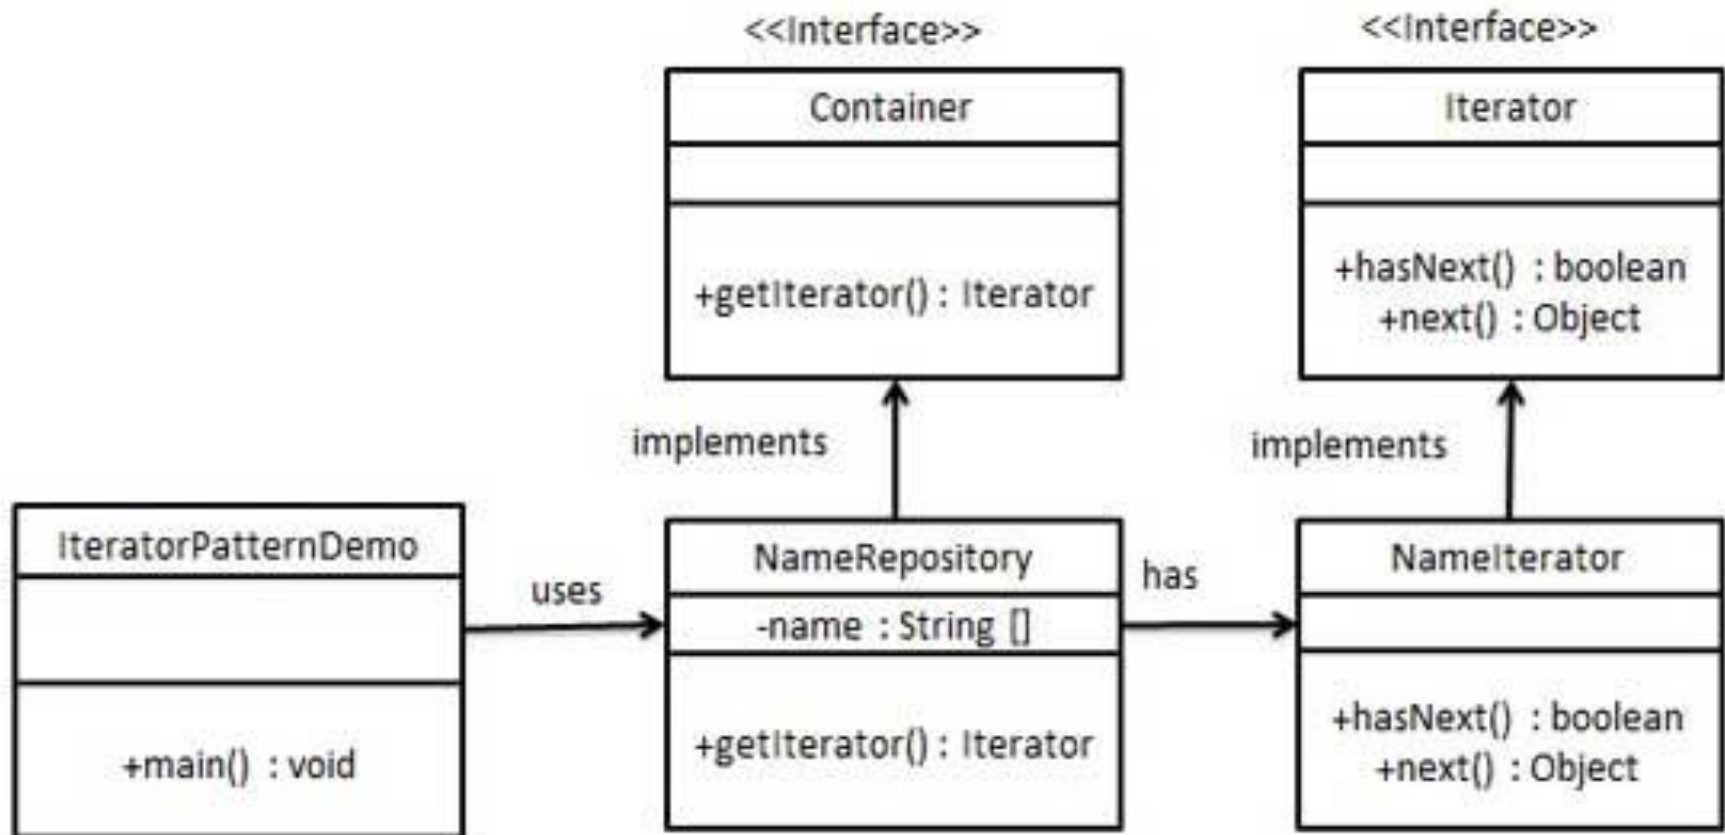 <<Interface>>
Container
+getIterator() : Iterator
<<Interface>>
Iterator
+hasNext() : boolean
+next() : Object
implements
implements
IteratorPatternDemo
+main() : void
uses
NameRepository
-name : String []
+getIterator() : Iterator
has
NameIterator
+hasNext() : boolean
+next() : Object